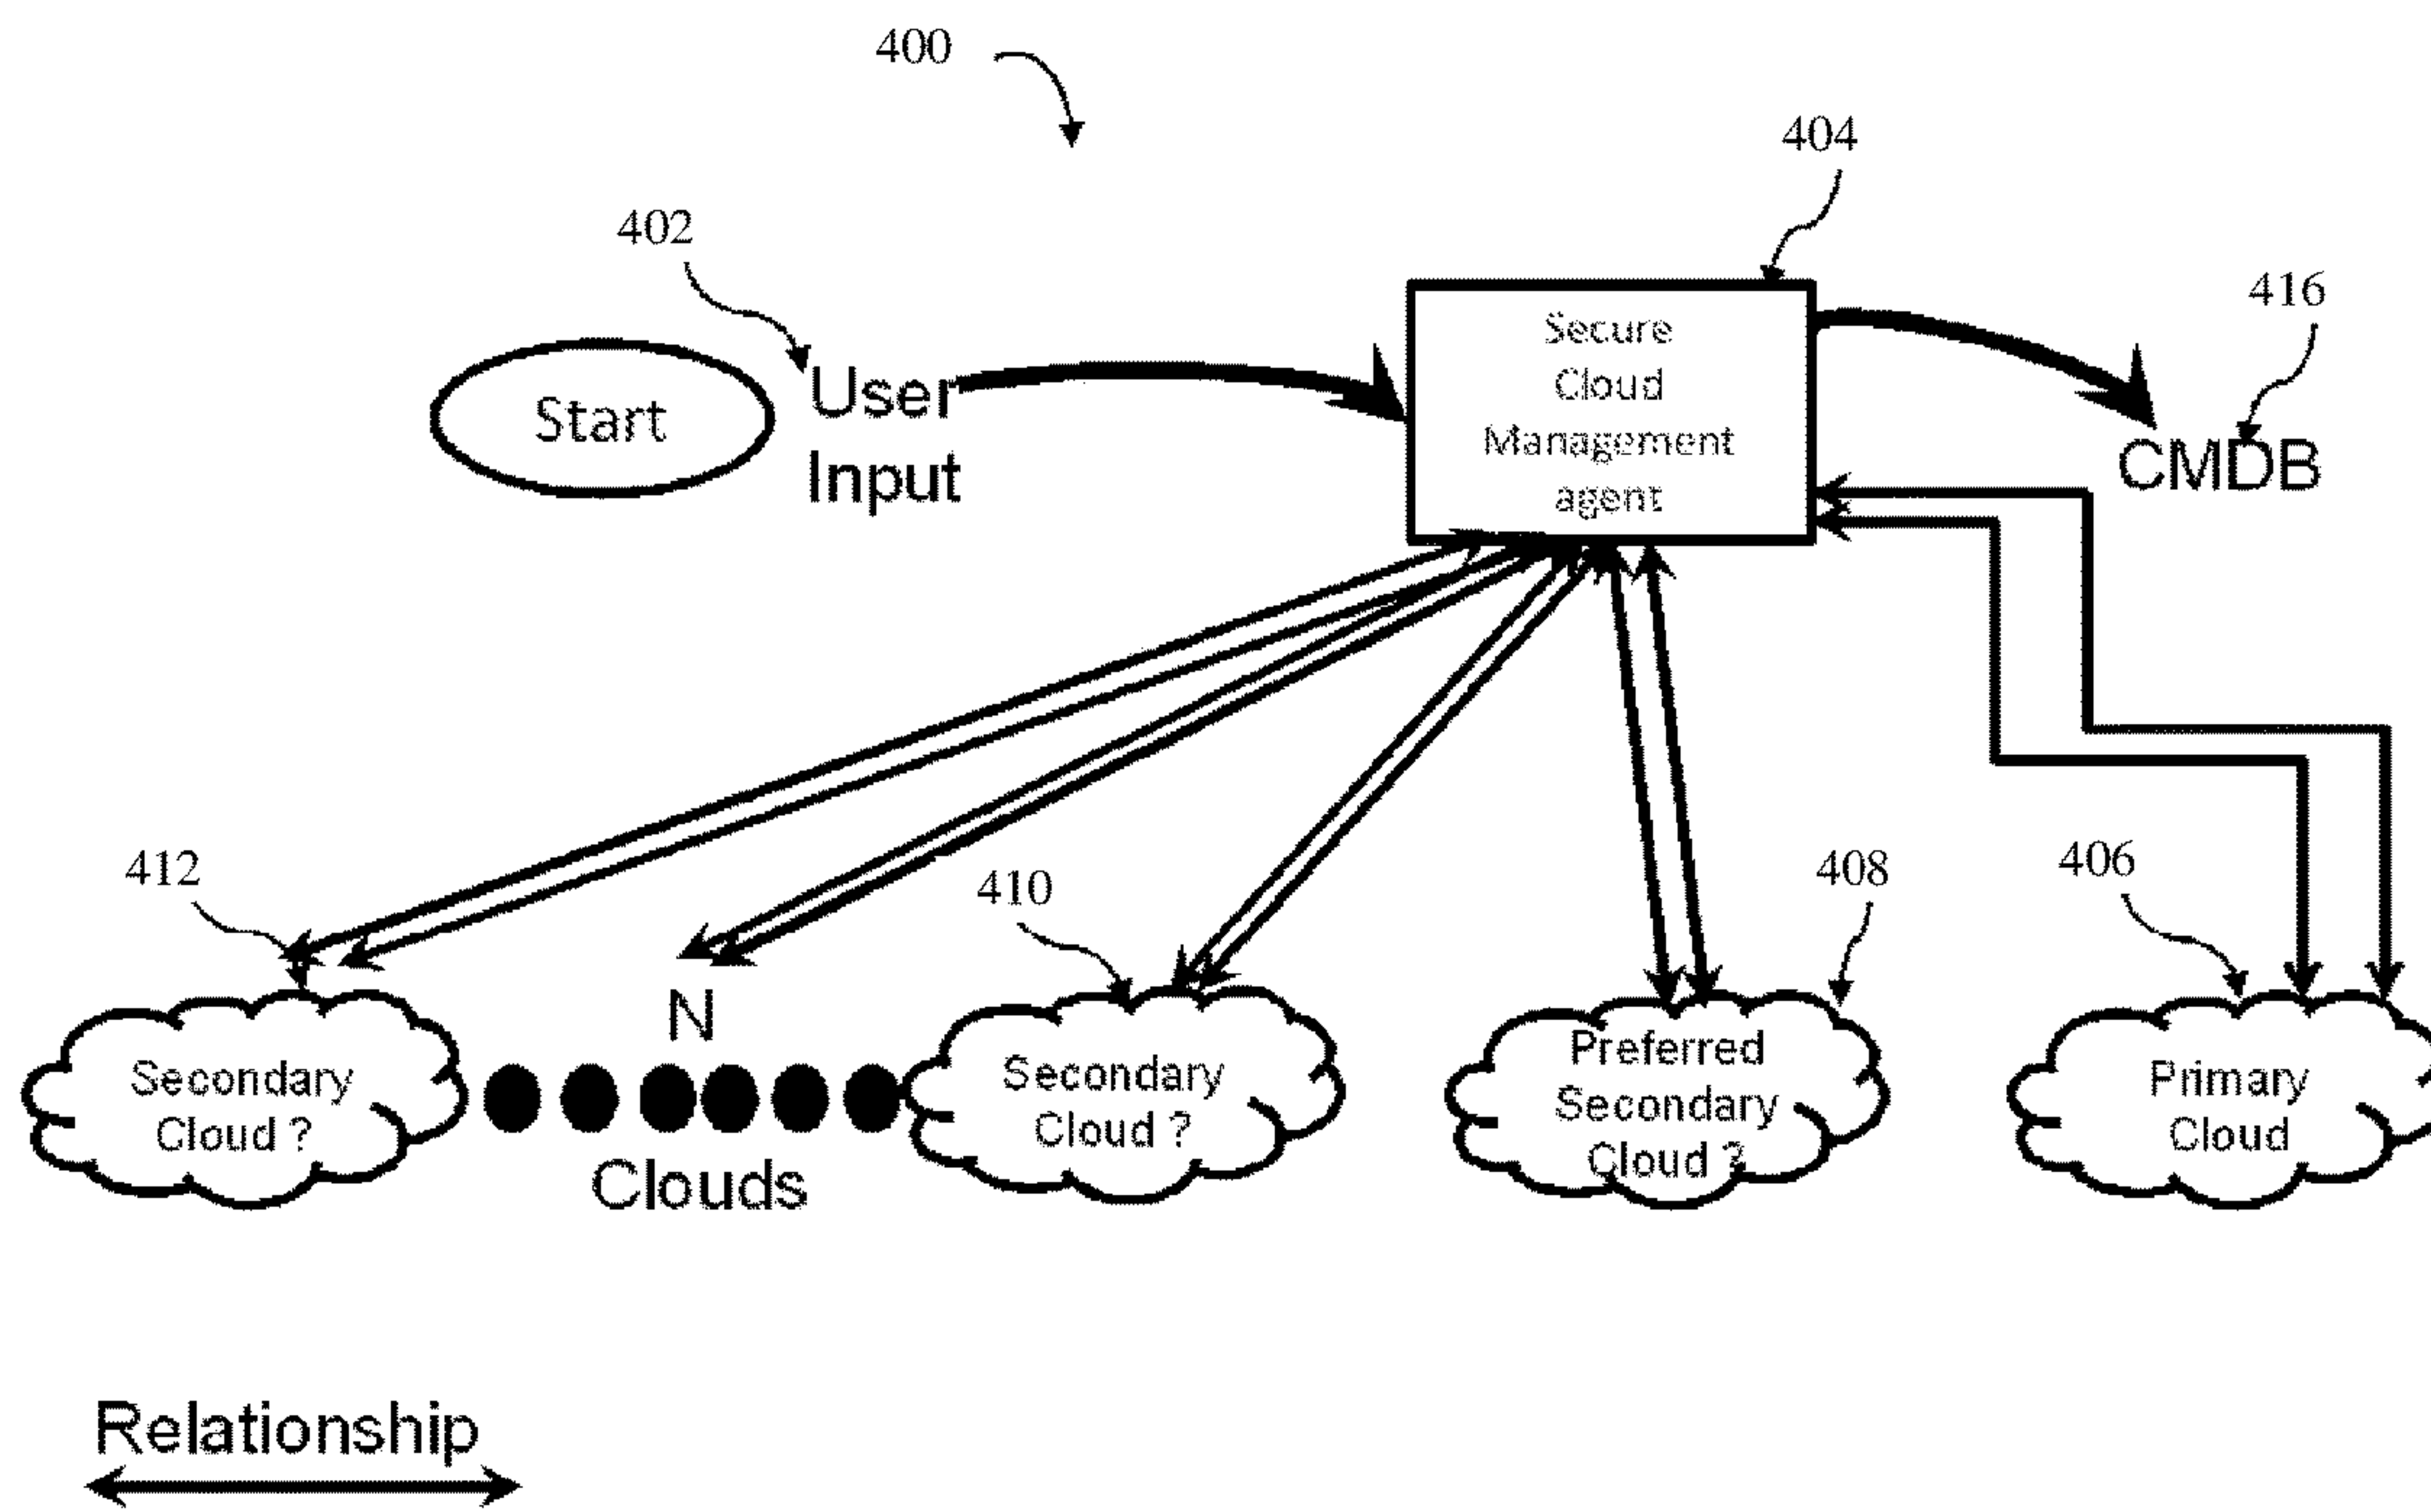 400
404
402
416
Start
User
Input
Secure
Cloud
Management
agent
CMDB
412
410
408
406
N
Clouds
Secondary
Cloud ?
Secondary
Cloud ?
Preferred
Secondary
Cloud ?
Primary
Cloud
Relationship